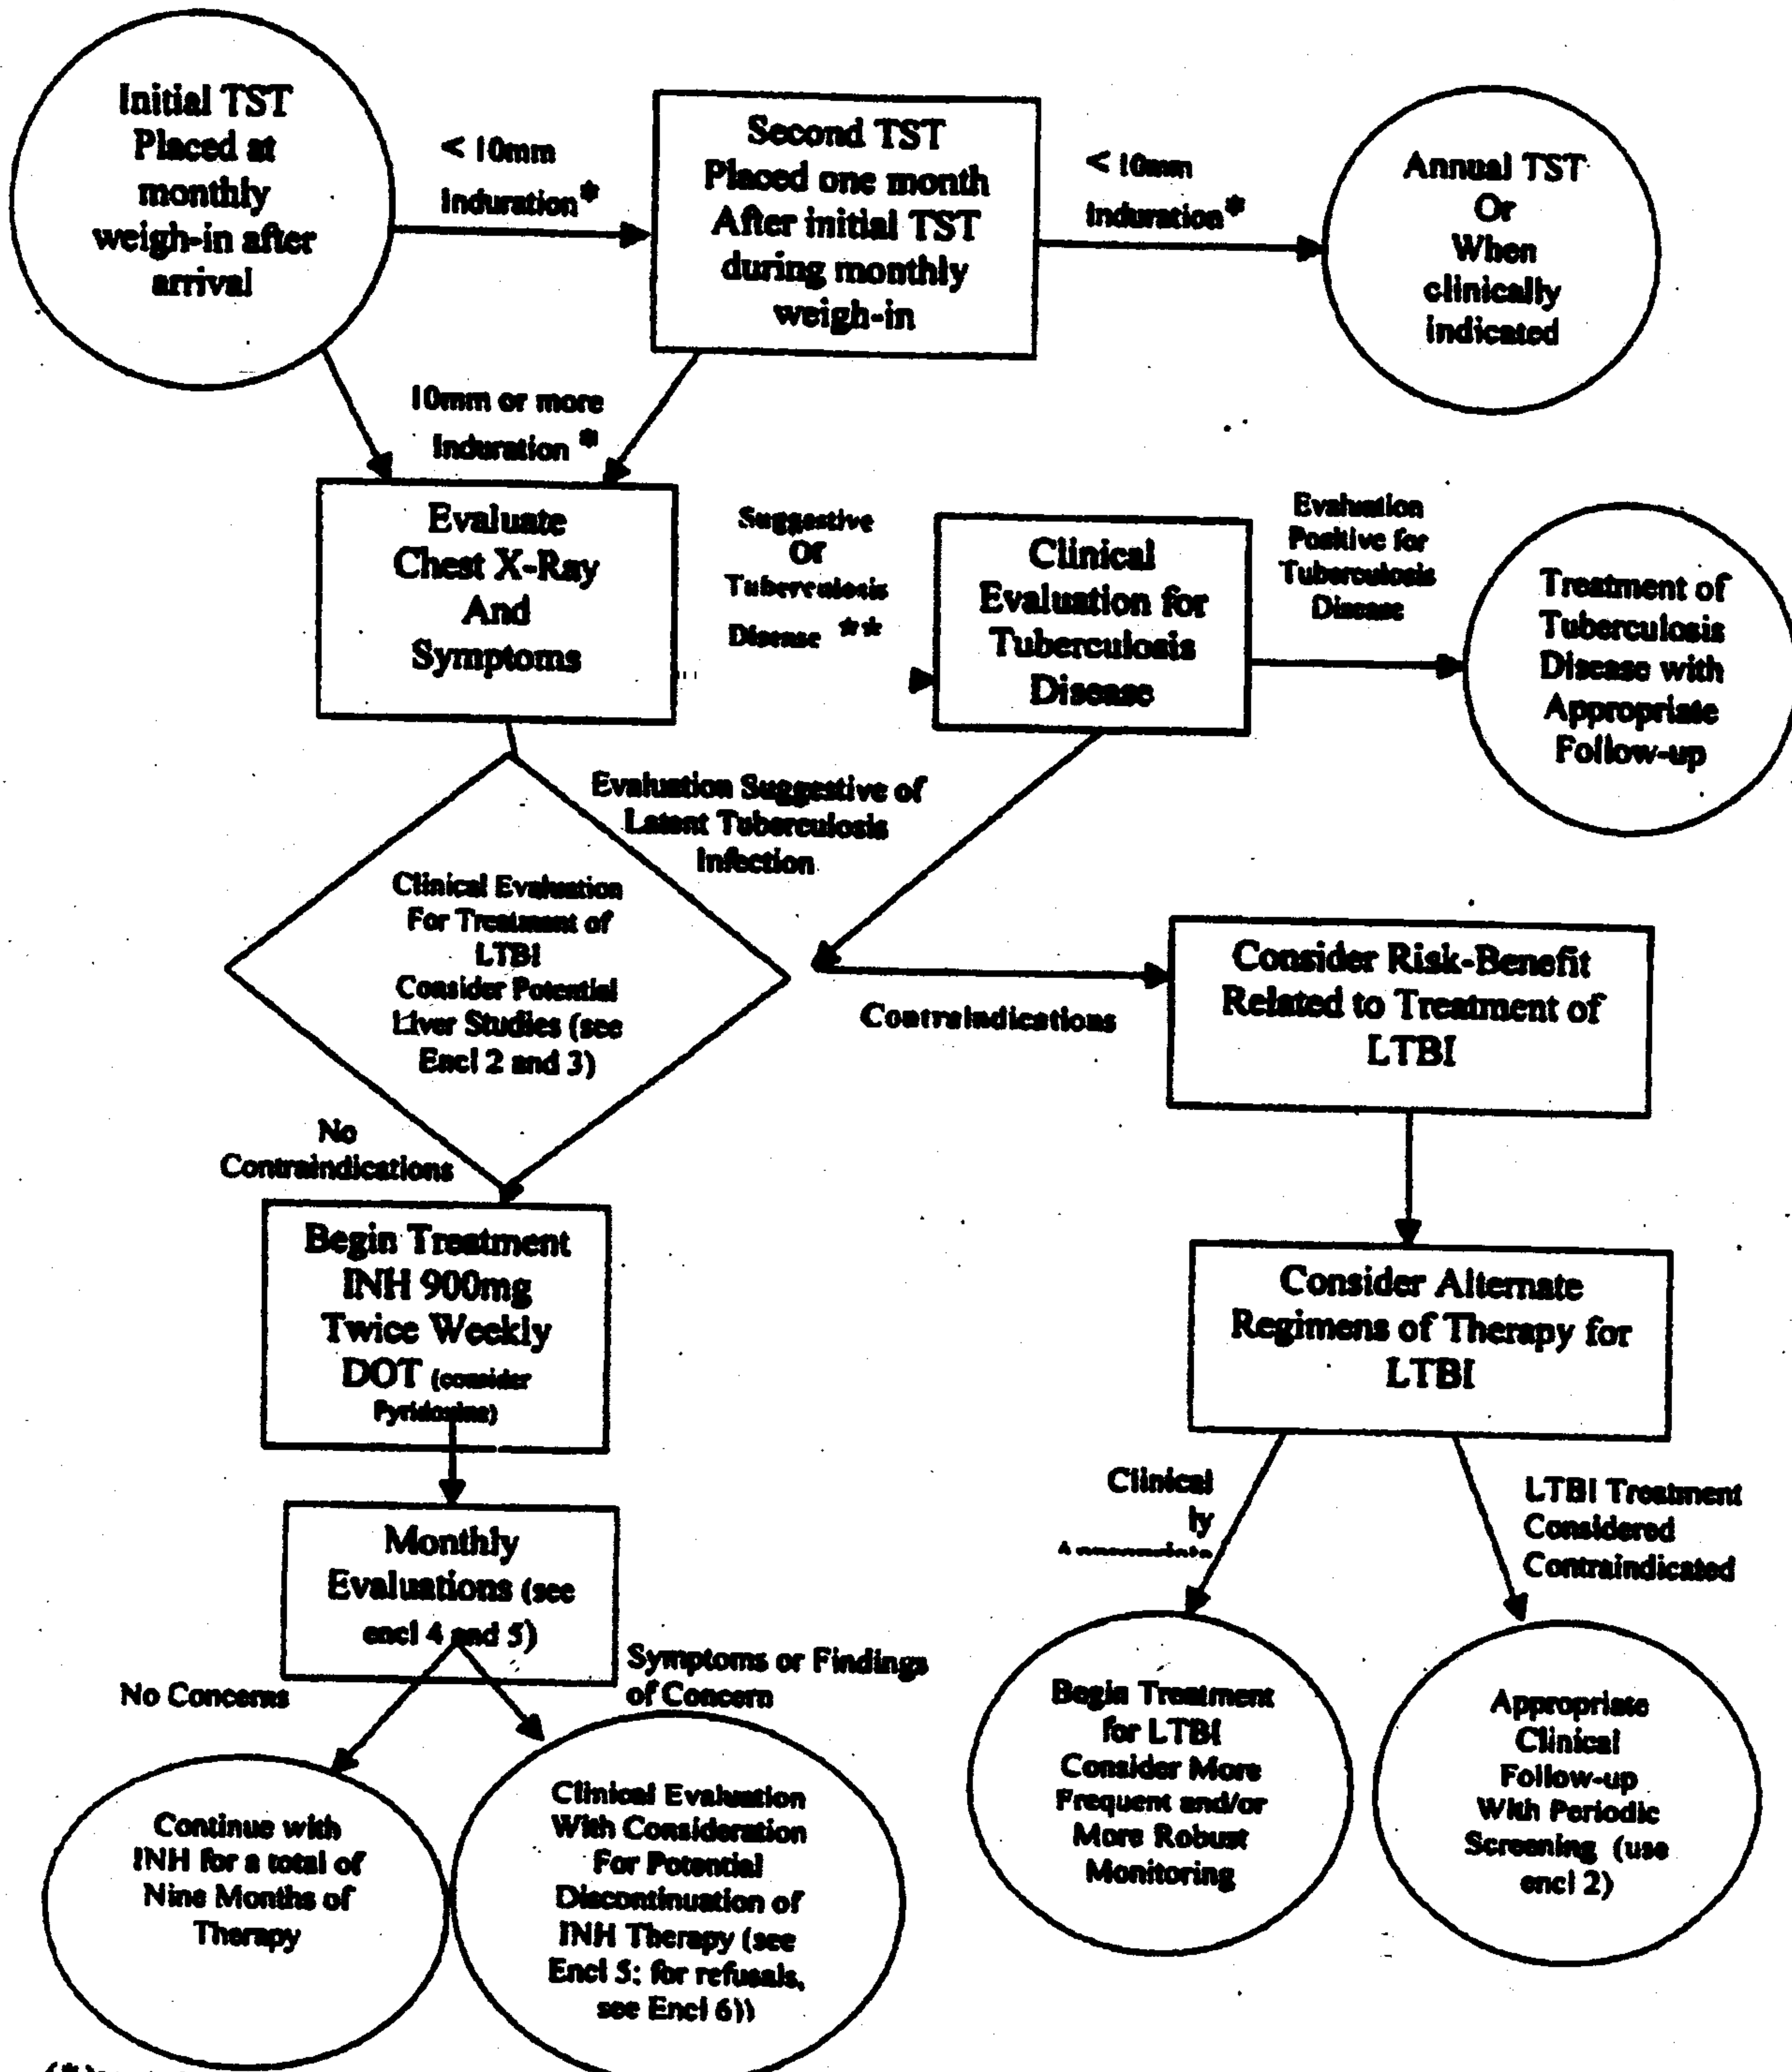 Initial TST
Placed at
monthly
weigh-in after
arrival
< 10mm
Induration*
Second TST
Placed one month
After initial TST
during monthly
weigh-in
< 10mm
Induration*
Annual TST
Or
When
clinically
indicated
10mm or more
Induration *
Evaluate
Chest X-Ray
And
Symptoms
Suggestive
Of
Tuberculosis
Disease **
Clinical
Evaluation for
Tuberculosis
Disease
Evaluation
Positive for
Tuberculosis
Disease
Treatment of
Tuberculosis
Disease with
Appropriate
Follow-up
Evaluation Suggestive of
Latent Tuberculosis
Infection
Clinical Evaluation
For Treatment of
LTBI
Consider Potential
Liver Studies (see
Encl 2 and 3)
Contraindications
Consider Risk-Benefit
Related to Treatment of
LTBI
No
Contraindications
Begin Treatment
INH 900mg
Twice Weekly
DOT (consider
Pyridoxine)
Consider Alternate
Regimens of Therapy for
LTBI
Monthly
Evaluations (see
encl 4 and 5)
Clinical
ly
LTBI Treatment
Considered
Contraindicated
No Concerns
Symptoms or Findings
of Concern
Continue with
INH for a total of
Nine Months of
Therapy
Clinical Evaluation
With Consideration
For Potential
Discontinuation of
INH Therapy (see
Encl 5; for refusals,
see Encl 6))
Begin Treatment
for LTBI
Consider More
Frequent and/or
More Robust
Monitoring
Appropriate
Clinical
Follow-up
With Periodic
Screening (use
encl 2)